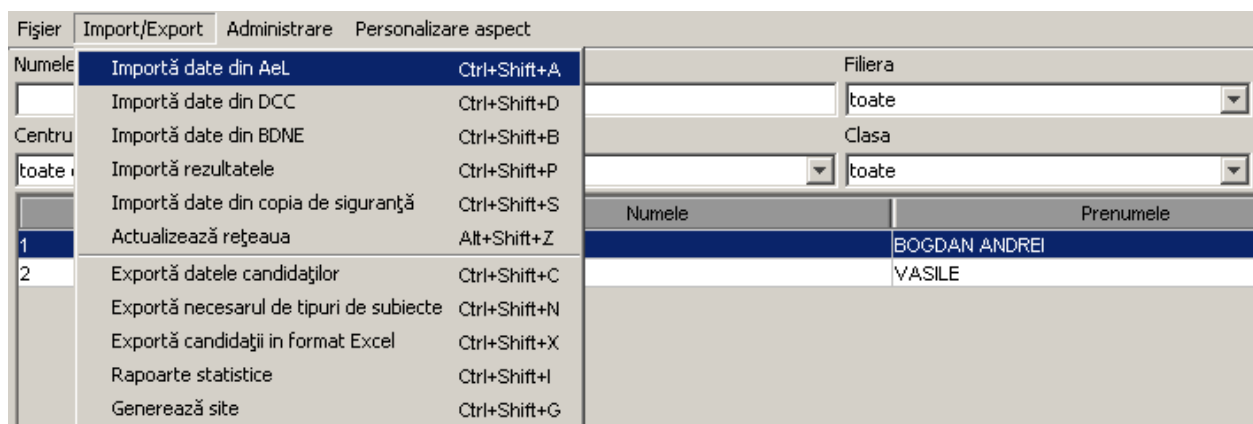 Fişier Import/Export Administrare Personalizare aspect
Numele Filiera
Importă date din AeL Ctrl+Shift+A
Importă date din DCC Ctrl+Shift+D toate
Importă date din BDNE Ctrl+Shift+B
Centru Clasa
Importă rezultatele Ctrl+Shift+P
toate toate
Importă date din copia de siguranţă Ctrl+Shift+S
Numele Prenumele
Actualizează reţeaua Alt+Shift+Z
1 BOGDAN ANDREI
2 Exportă datele candidaţilor Ctrl+Shift+C VASILE
Exportă necesarul de tipuri de subiecte Ctrl+Shift+N
Exportă candidaţii in format Excel Ctrl+Shift+X
Rapoarte statistice Ctrl+Shift+I
Generează site Ctrl+Shift+G